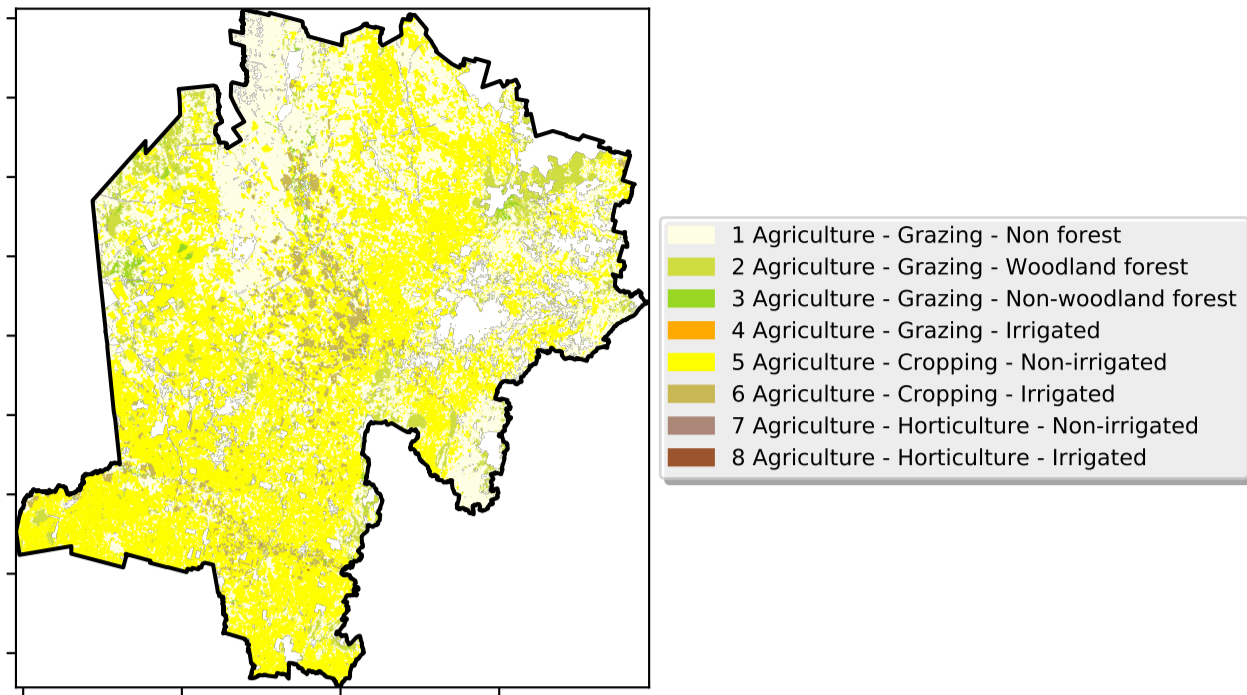 1 Agriculture - Grazing - Non forest
2 Agriculture - Grazing - Woodland forest
3 Agriculture - Grazing - Non-woodland forest
4 Agriculture - Grazing - Irrigated
5 Agriculture - Cropping - Non-irrigated
6 Agriculture - Cropping - Irrigated
7 Agriculture - Horticulture - Non-irrigated
8 Agriculture - Horticulture - Irrigated